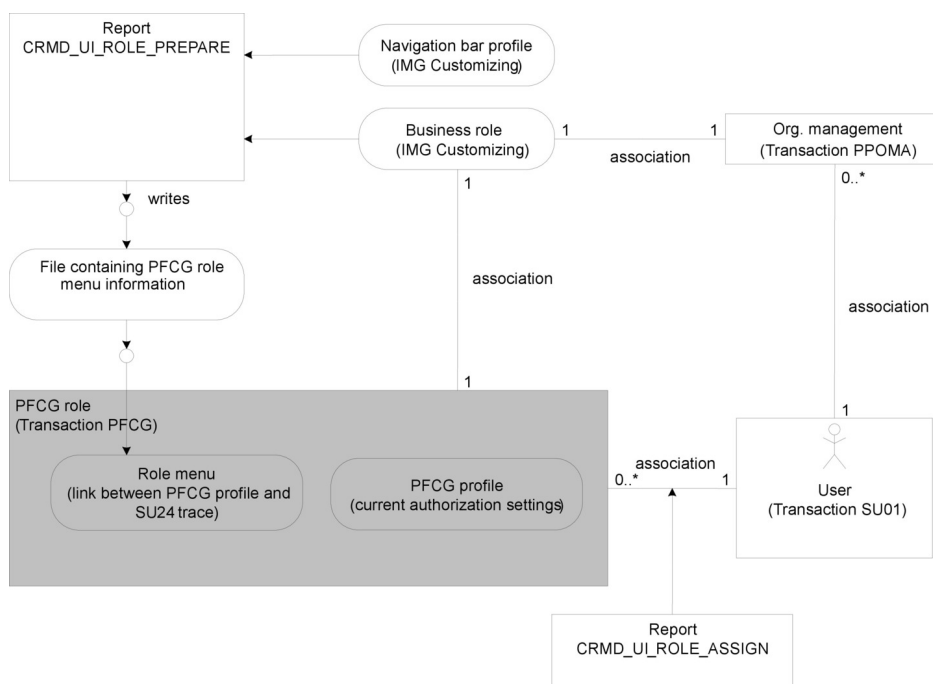 Report
CRMD_UI_ROLE_PREPARE
Navigation bar profile
(IMG Customizing)
Business role
(IMG Customizing)
1
1
association
Org. management
(Transaction PPOMA)
1
0..*
writes
File containing PFCG role
menu information
association
association
1
PFCG role
(Transaction PFCG)
Role menu
(link between PFCG profile and
SU24 trace)
PFCG profile
(current authorization settings)
0..*
association
1
1
User
(Transaction SU01)
Report
CRMD_UI_ROLE_ASSIGN